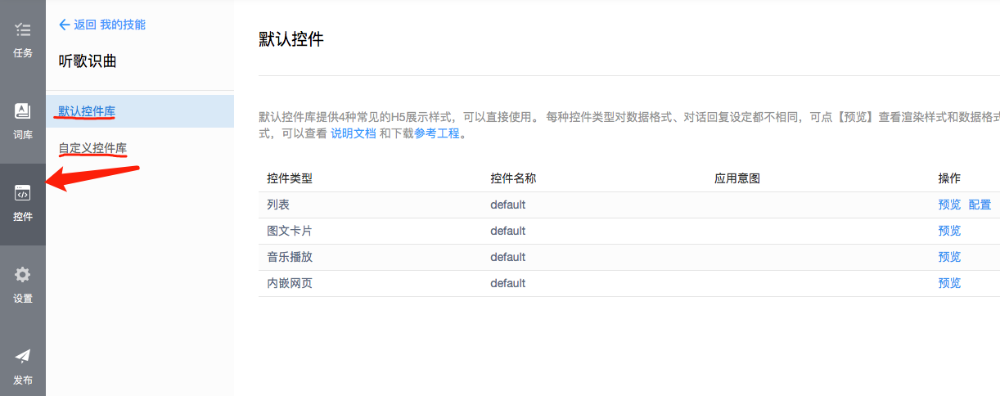 任务
词库
控件
设置
发布
返回 我的技能
听歌识曲
默认控件库
自定义控件库
默认控件
默认控件库提供4种常见的H5展示样式，可以直接使用。 每种控件类型对数据格式、对话回复设定都不相同，可点【预览】查看渲染样式和数据格式
式，可以查看 说明文档 和下载参考工程。
控件类型 控件名称 应用意图 操作
列表 default 预览 配置
图文卡片 default 预览
音乐播放 default 预览
内嵌网页 default 预览